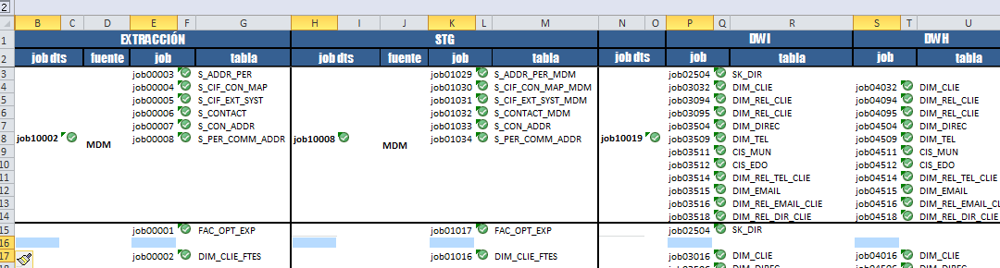 2
B C D E F G H I J K L M N O P Q R S T U
1 EXTRACCIÓN STG DWI DWH
2 job dts fuente job tabla job dts fuente job tabla job dts job tabla job tabla
3 job00003 S_ADDR_PER job01029 S_ADDR_PER_MDM job02504 SK_DIR
4 job00004 S_CIF_CON_MAP job01030 S_CIF_CON_MAP_MDM job03032 DIM_CLIE job04032 DIM_CLIE
5 job00005 S_CIF_EXT_SYST job01031 S_CIF_EXT_SYST_MDM job03094 DIM_REL_CLIE job04094 DIM_REL_CLIE
6 job00006 S_CONTACT job01032 S_CONTACT_MDM job03095 DIM_REL_CLIE job04095 DIM_REL_CLIE
7 job00007 S_CON_ADDR job01033 S_CON_ADDR job03504 DIM_DIREC job04504 DIM_DIREC
8 job10002 MDM job00008 S_PER_COMM_ADDR job10008 MDM job01034 S_PER_COMM_ADDR job10019 job03509 DIM_TEL job04509 DIM_TEL
9 job03511 CIS_MUN job04511 CIS_MUN
10 job03512 CIS_EDO job04512 CIS_EDO
11 job03514 DIM_REL_TEL_CLIE job04514 DIM_REL_TEL_CLIE
12 job03515 DIM_EMAIL job04515 DIM_EMAIL
13 job03516 DIM_REL_EMAIL_CLIE job04516 DIM_REL_EMAIL_CL
14 job03518 DIM_REL_DIR_CLIE job04518 DIM_REL_DIR_CLIE
15 job00001 FAC_OPT_EXP job01017 FAC_OPT_EXP job02504 SK_DIR
16
17 job00002 DIM_CLIE_FTES job01016 DIM_CLIE_FTES job03016 DIM_CLIE job04016 DIM_CLIE